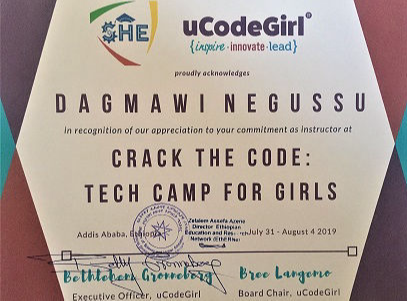 SHE
uCodeGirl
{inspire·innovate·lead}
proudly acknowledges
DAGMAWI NEGUSSU
in recognition of our appreciation to your commitment as instructor at
CRACK THE CODE:
TECH CAMP FOR GIRLS
Zelalem Assefa Azene
Director Ethiopian
Education and Res
Network (EtHERNet
Addis Ababa, Ethiopia
July 31 - August 4 2019
Bethlehem Gronneberg
Bree Langemo
Executive Officer, uCodeGirl
Board Chair, uCodeGirl